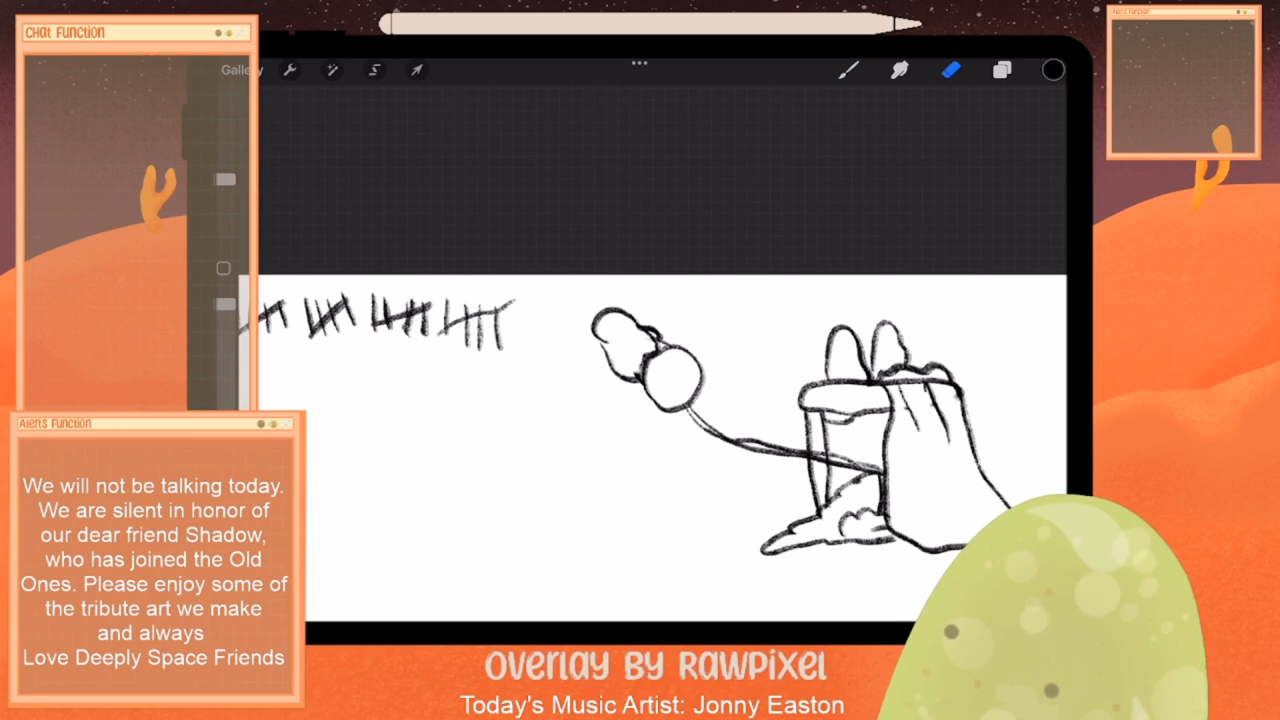 Chat Function
Gallery
Alerts Function
We will not be talking today.
We are silent in honor of
our dear friend Shadow,
who has joined the Old
Ones. Please enjoy some of
the tribute art we make
and always
Love Deeply Space Friends
Overlay by Rawpixel
Today's Music Artist: Jonny Easton